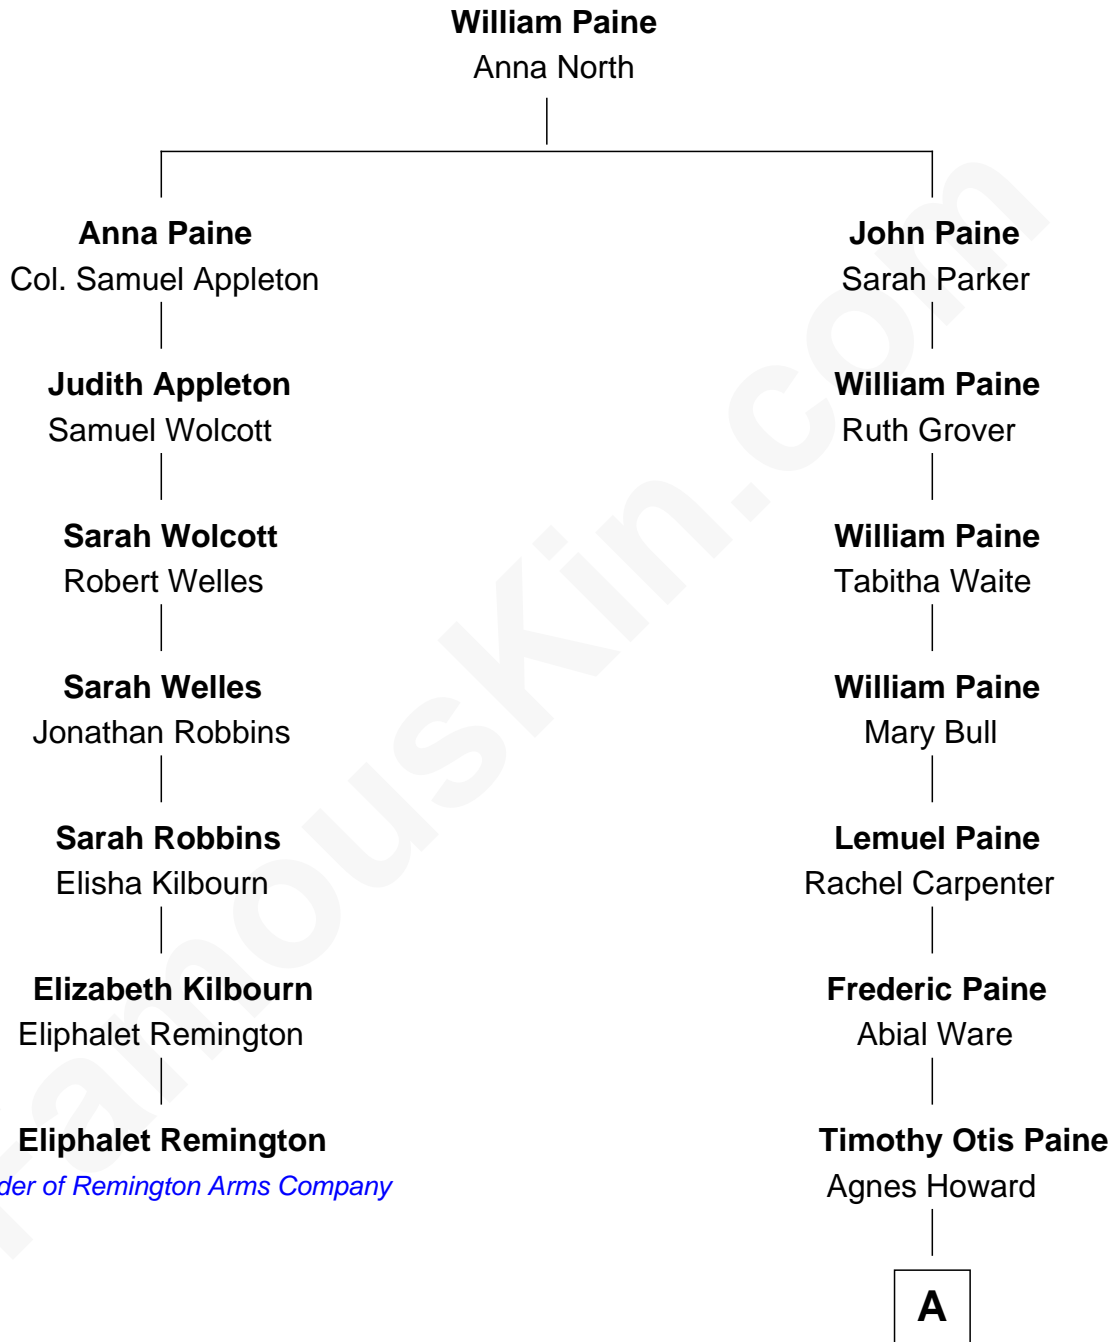 William Paine
Anna North
Anna Paine
Col. Samuel Appleton
John Paine
Sarah Parker
Judith Appleton
Samuel Wolcott
William Paine
Ruth Grover
Sarah Wolcott
Robert Welles
William Paine
Tabitha Waite
Sarah Welles
Jonathan Robbins
William Paine
Mary Bull
Sarah Robbins
Elisha Kilbourn
Lemuel Paine
Rachel Carpenter
Elizabeth Kilbourn
Eliphalet Remington
Frederic Paine
Abial Ware
Eliphalet Remington
der of Remington Arms Company
Timothy Otis Paine
Agnes Howard
A
FamousKin.com